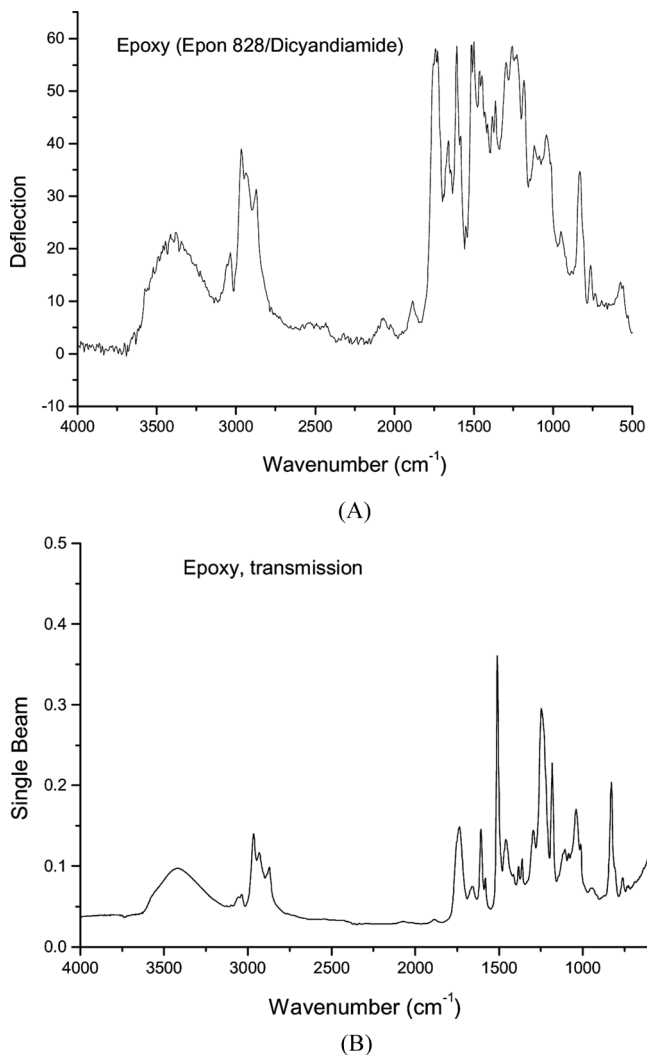 60
Epoxy (Epon 828/Dicyandiamide)
50
40
30
Deflection
20
10
0
-10
4000 3500 3000 2500 2000 1500 1000 500
Wavenumber (cm⁻¹)
(A)
0.5
Epoxy, transmission
0.4
0.3
Single Beam
0.2
0.1
0.0
4000 3500 3000 2500 2000 1500 1000
Wavenumber (cm⁻¹)
(B)